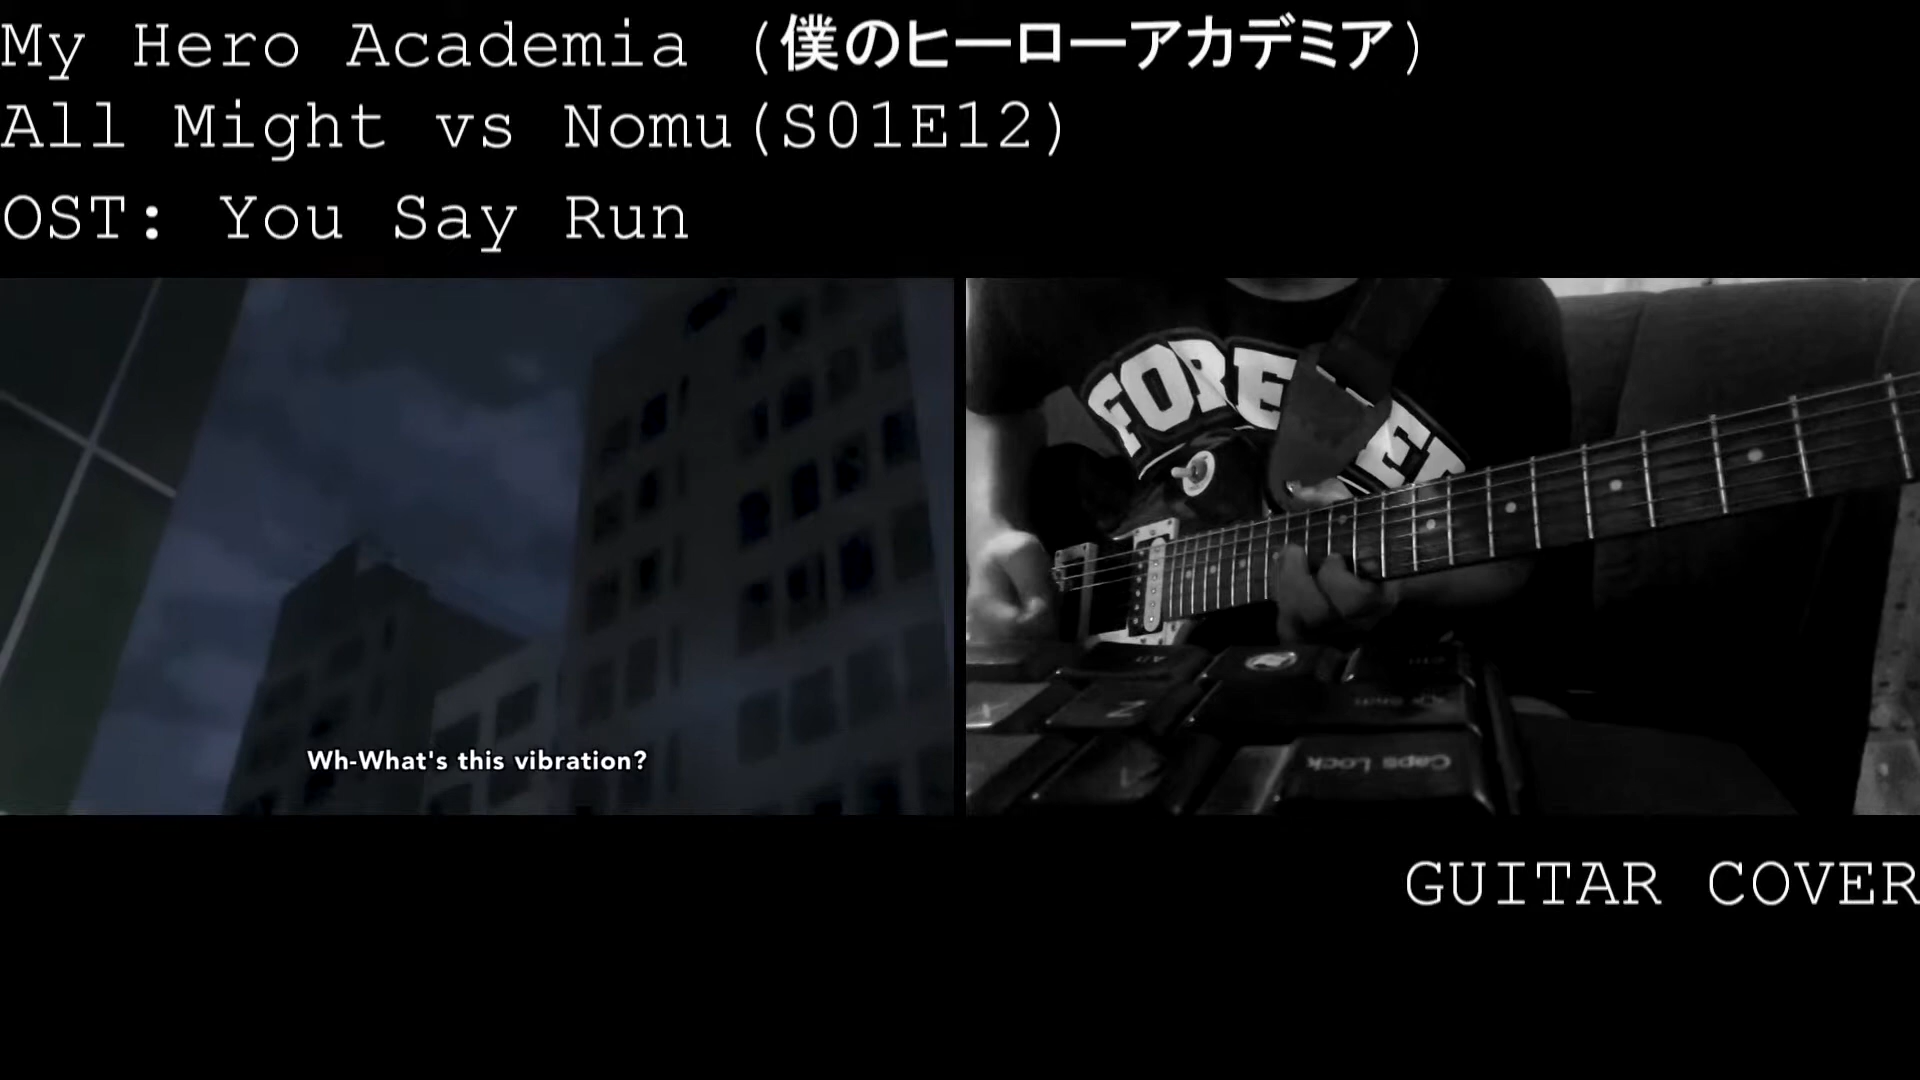 My Hero Academia (僕のヒーローアカデミア)
All Might vs Nomu(S01E12)
OST: You Say Run
Wh-What's this vibration?
Caps Lock
Z
GUITAR COVER